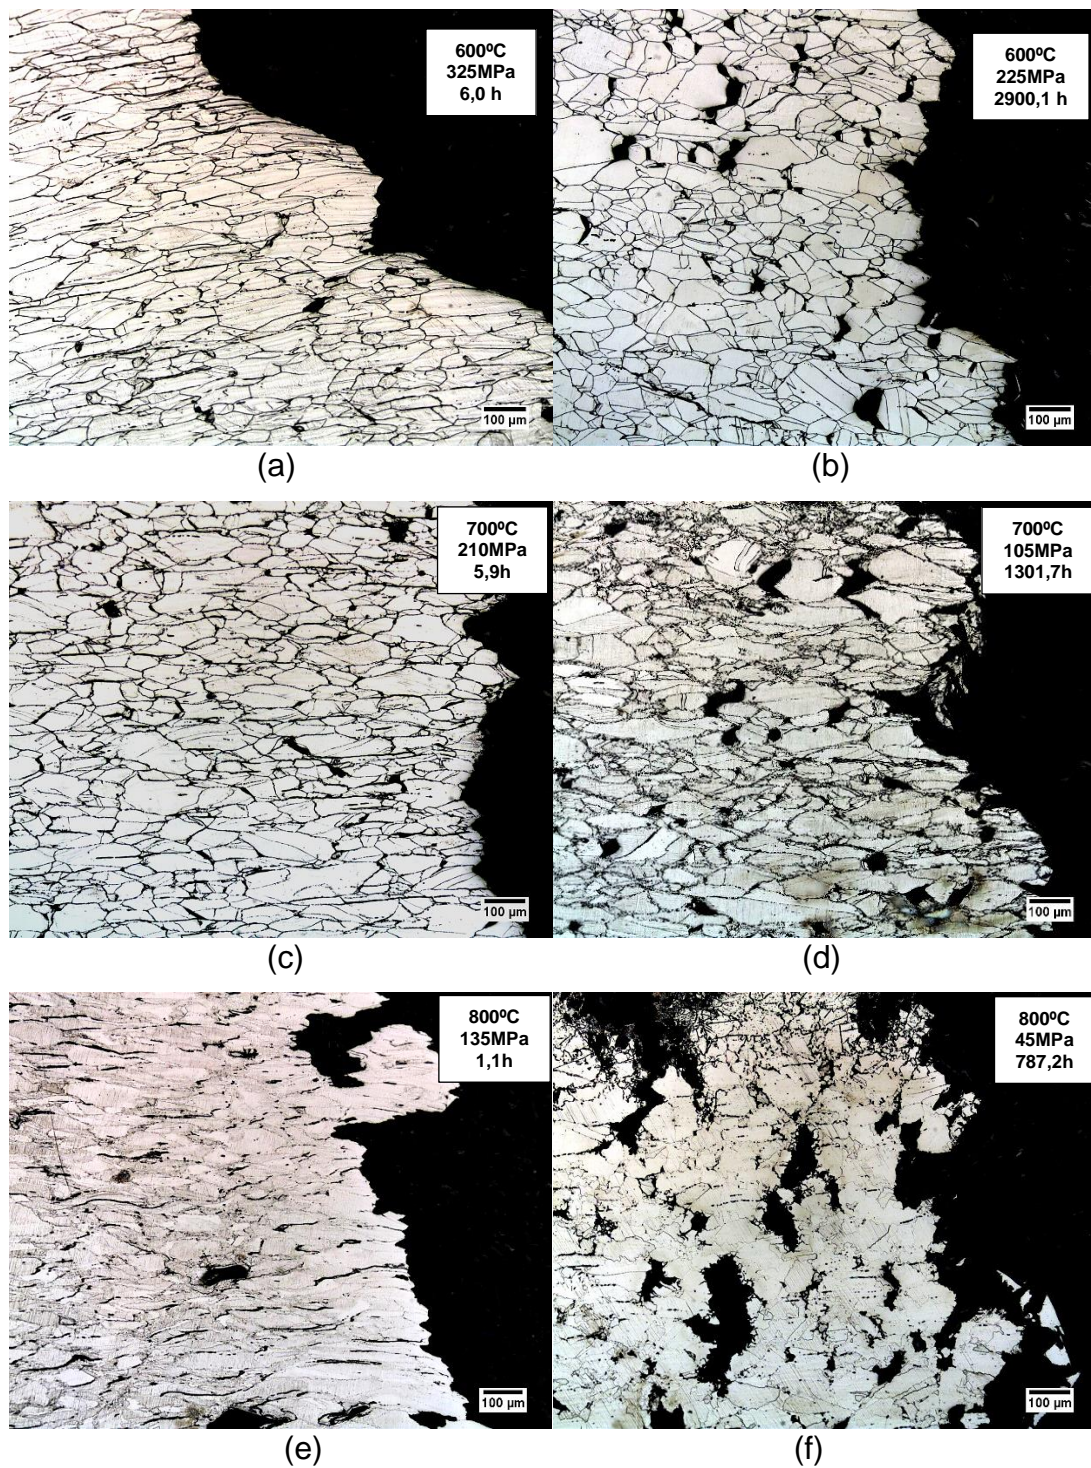 600ºC
325MPa
6,0 h
100 µm
(a)
600ºC
225MPa
2900,1 h
100 µm
(b)
700ºC
210MPa
5,9h
100 µm
(c)
700ºC
105MPa
1301,7h
100 µm
(d)
800ºC
135MPa
1,1h
100 µm
(e)
800ºC
45MPa
787,2h
100 µm
(f)